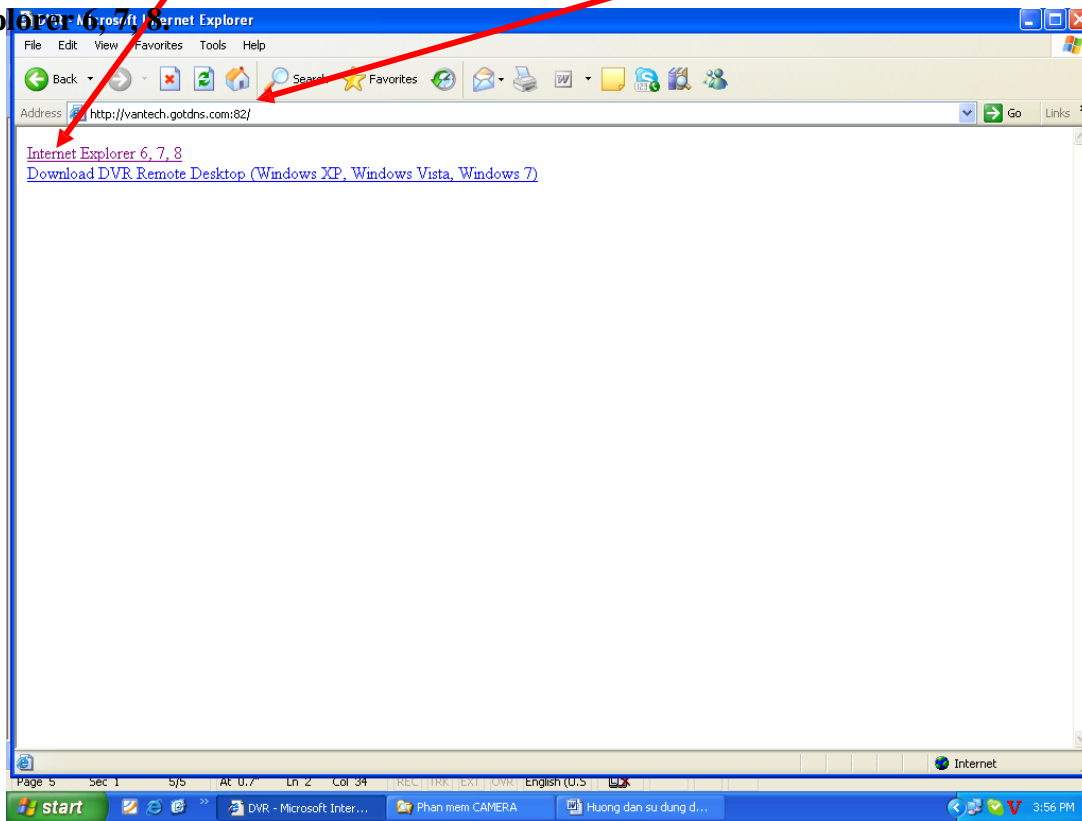 plorer 6, 7, 8.
DVR - Microsoft Internet Explorer
File Edit View Favorites Tools Help
Back Search Favorites
Address http://vantech.gotdns.com:82/ Go Links
Internet Explorer 6, 7, 8
Download DVR Remote Desktop (Windows XP, Windows Vista, Windows 7)
Internet
Page 5 Sec 1 5/5 At 0.7" Ln 2 Col 34 REC TRK EXT OVR English (U.S
start DVR - Microsoft Inter... Phan mem CAMERA Huong dan su dung d... V 3:56 PM